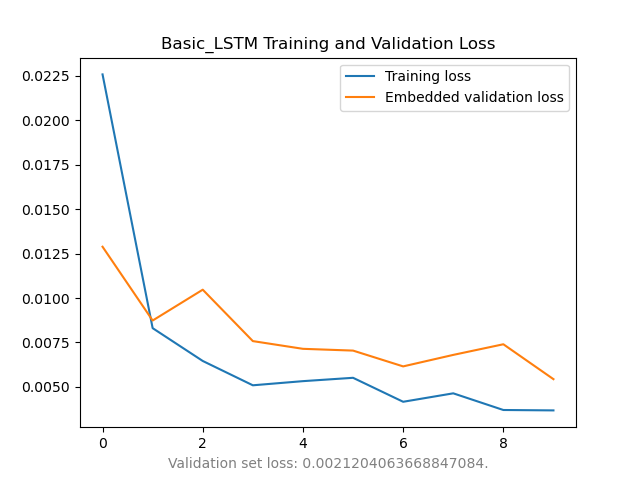 Basic_LSTM Training and Validation Loss
Training loss
Embedded validation loss
0.0225
0.0200
0.0175
0.0150
0.0125
0.0100
0.0075
0.0050
0 2 4 6 8
Validation set loss: 0.0021204063668847084.